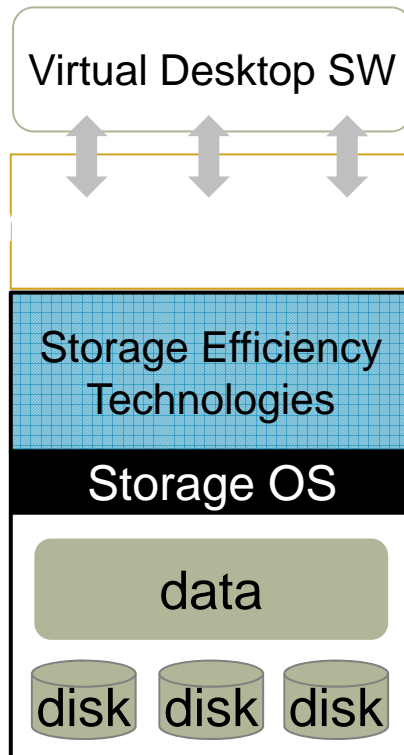 Virtual Desktop SW
Storage Efficiency
Technologies
Storage OS
data
disk disk disk